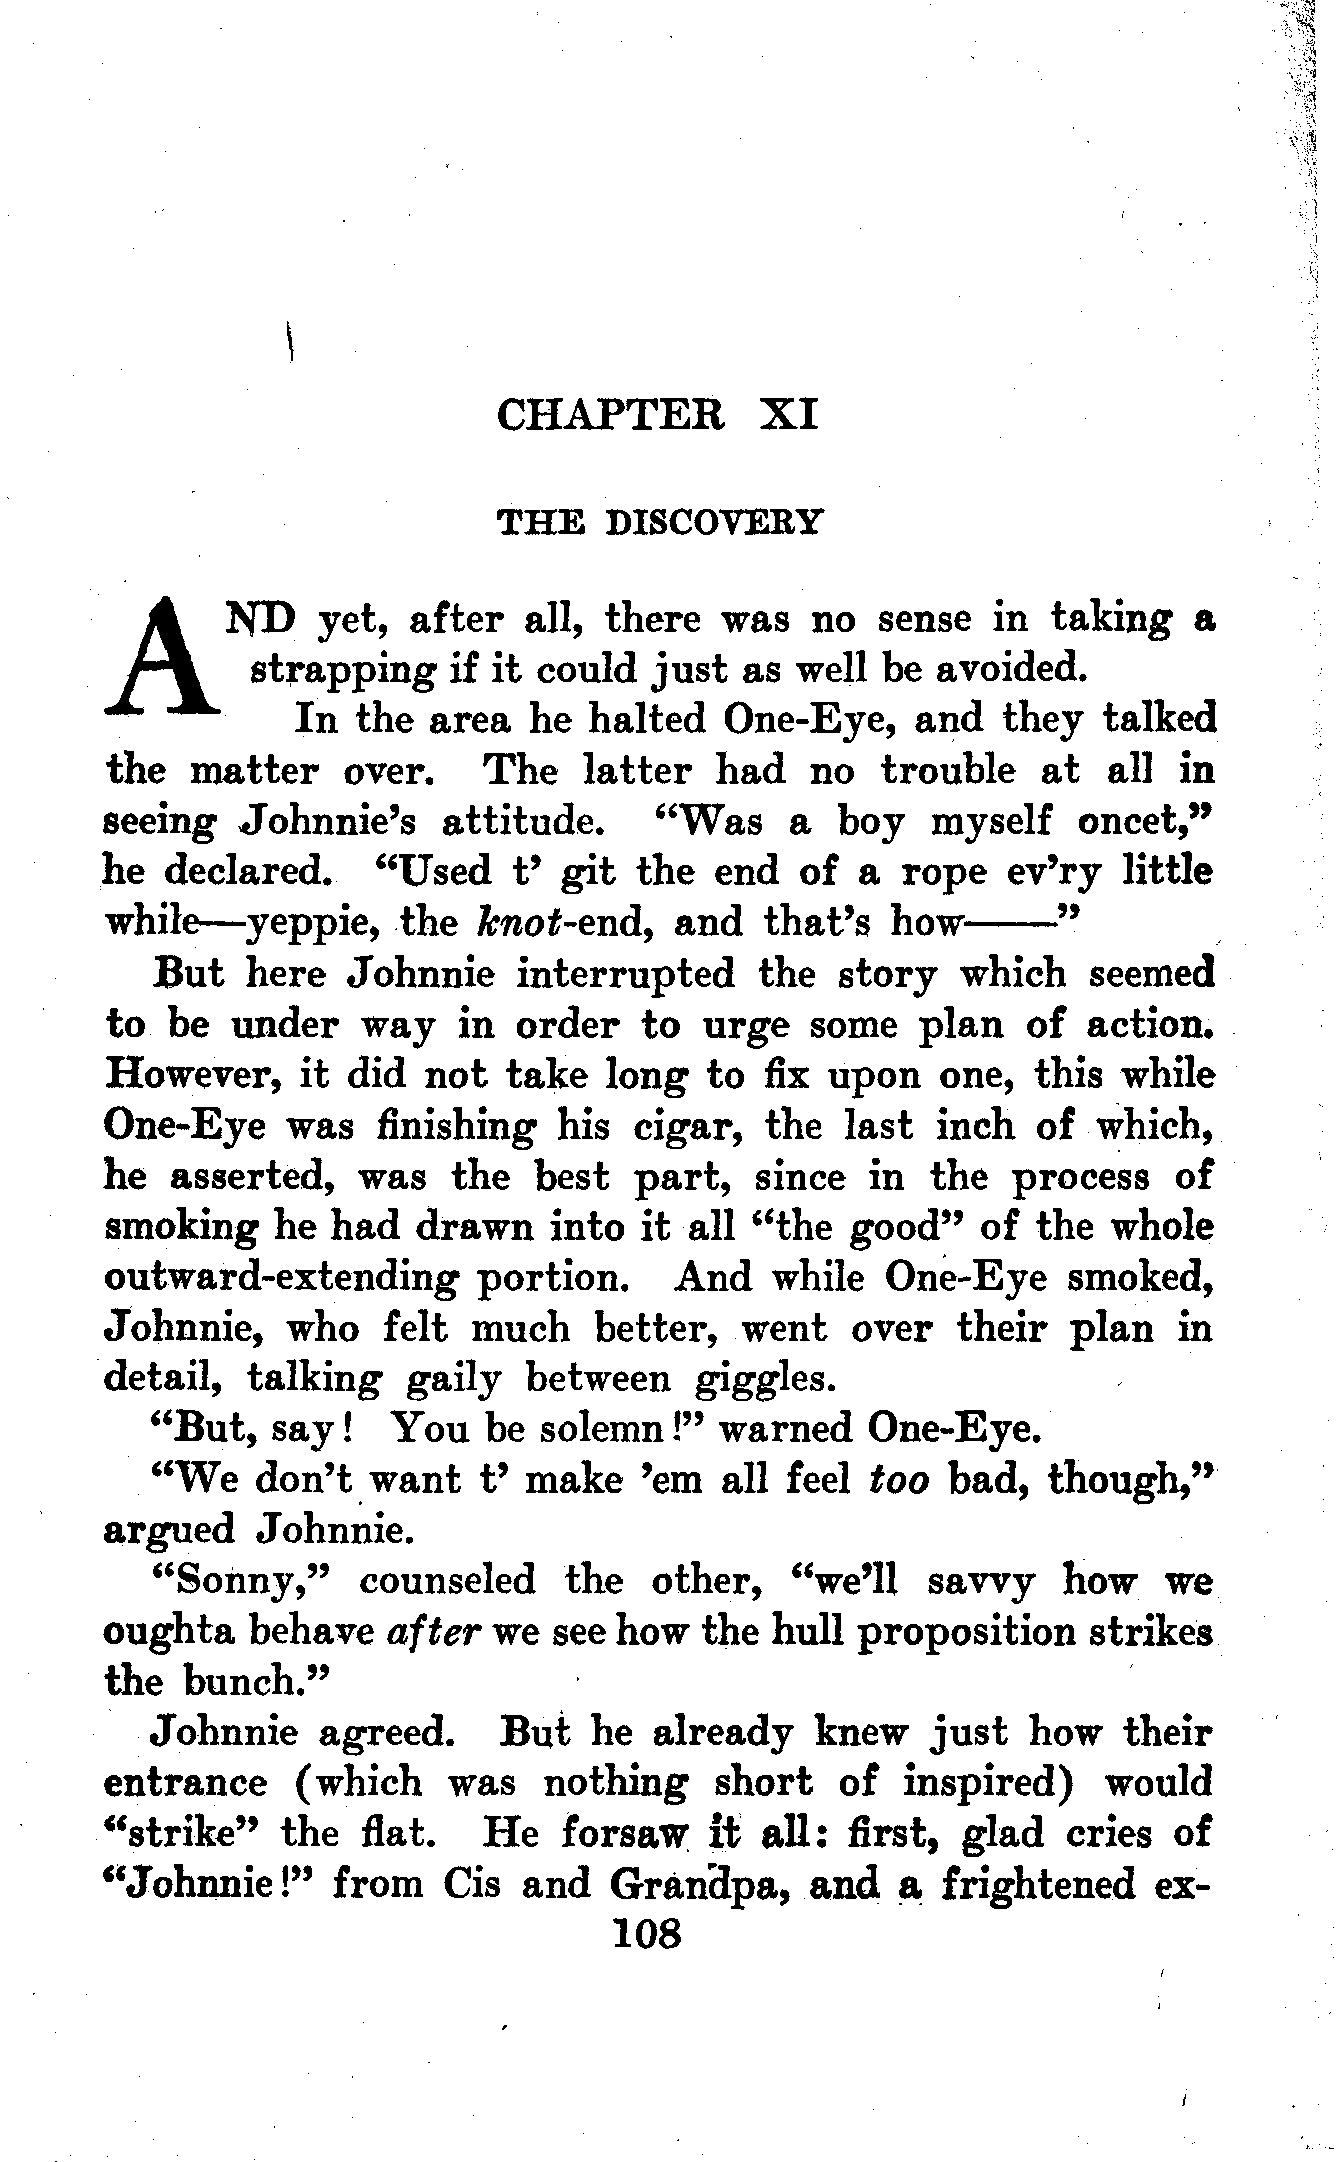 CHAPTER XI
THE DISCOVERY
AND yet, after all, there was no sense in taking a
strapping if it could just as well be avoided.
In the area he halted One-Eye, and they talked
the matter over. The latter had no trouble at all in
seeing Johnnie's attitude. “Was a boy myself oncet,”
he declared. “Used t' git the end of a rope ev'ry little
while—yeppie, the knot-end, and that's how——”
But here Johnnie interrupted the story which seemed
to be under way in order to urge some plan of action.
However, it did not take long to fix upon one, this while
One-Eye was finishing his cigar, the last inch of which,
he asserted, was the best part, since in the process of
smoking he had drawn into it all “the good” of the whole
outward-extending portion. And while One-Eye smoked,
Johnnie, who felt much better, went over their plan in
detail, talking gaily between giggles.
“But, say! You be solemn!” warned One-Eye.
“We don't want t' make 'em all feel too bad, though,”
argued Johnnie.
“Sonny,” counseled the other, “we'll savvy how we
oughta behave after we see how the hull proposition strikes
the bunch.”
Johnnie agreed. But he already knew just how their
entrance (which was nothing short of inspired) would
“strike” the flat. He forsaw it all: first, glad cries of
“Johnnie!” from Cis and Grandpa, and a frightened ex-
108